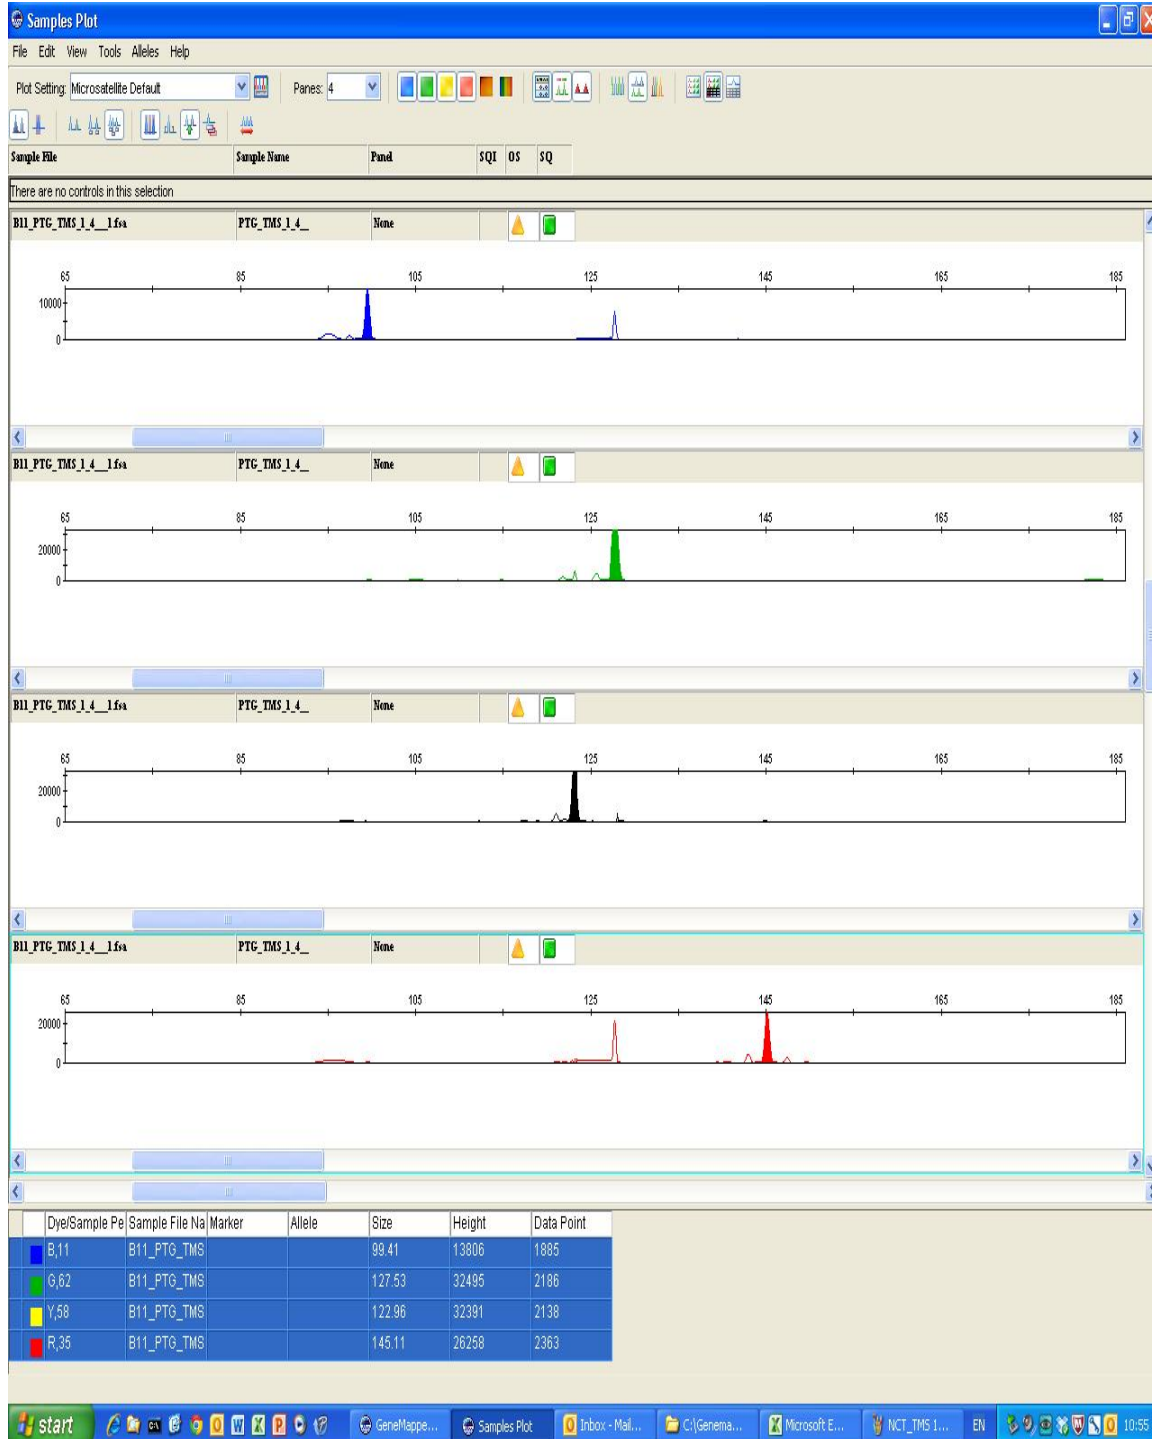 Samples Plot
File Edit View Tools Alleles Help
Plot Setting: Microsatellite Default Panes: 4
Sample File Sample Name Panel SQI OS SQ
There are no controls in this selection
B11_PTG_TMS_1_4__1.fsa PTG_TMS_1_4__ None
65 85 105 125 145 165 185
10000
0
B11_PTG_TMS_1_4__1.fsa PTG_TMS_1_4__ None
65 85 105 125 145 165 185
20000
0
B11_PTG_TMS_1_4__1.fsa PTG_TMS_1_4__ None
65 85 105 125 145 165 185
20000
0
B11_PTG_TMS_1_4__1.fsa PTG_TMS_1_4__ None
65 85 105 125 145 165 185
20000
0
Dye/Sample Pe Sample File Na Marker Allele Size Height Data Point
B,11 B11_PTG_TMS 99.41 13806 1885
G,62 B11_PTG_TMS 127.53 32495 2186
Y,58 B11_PTG_TMS 122.96 32391 2138
R,35 B11_PTG_TMS 145.11 26258 2363
start GeneMappe... Samples Plot Inbox - Mail... C:\Genema... Microsoft E... NCT_TMS 1... EN 10:55